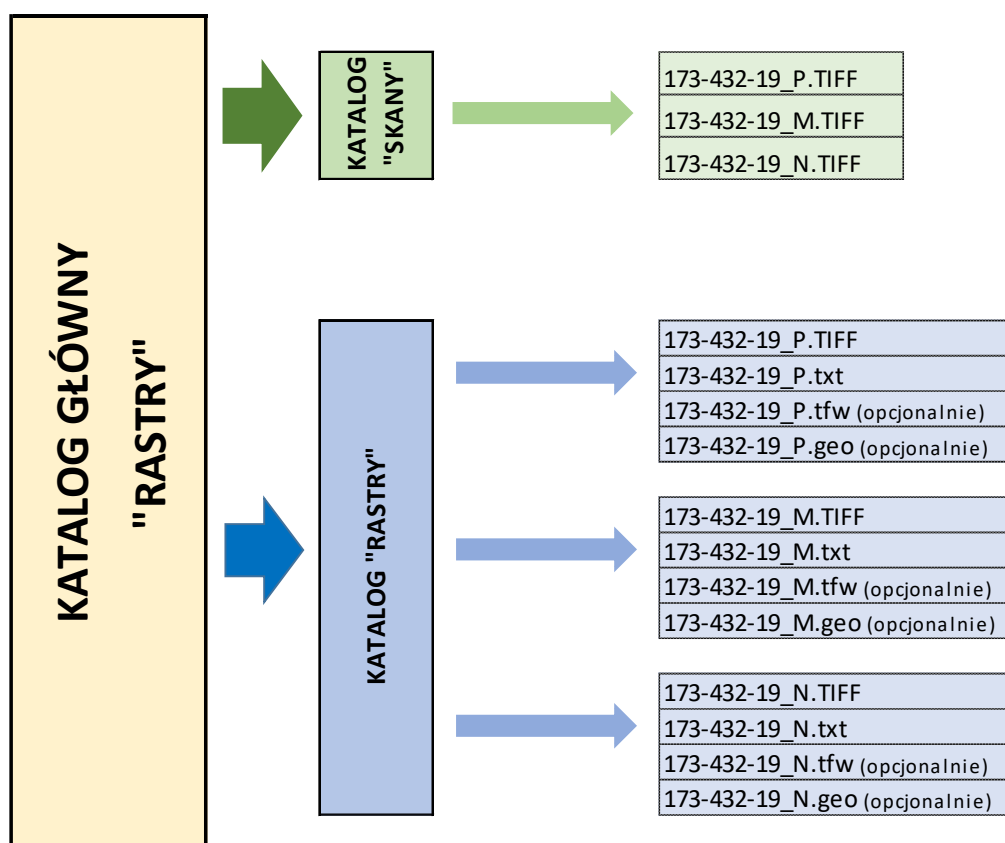 KATALOG GŁÓWNY
"RASTRY"
KATALOG
"SKANY"
173-432-19_P.TIFF
173-432-19_M.TIFF
173-432-19_N.TIFF
KATALOG "RASTRY"
173-432-19_P.TIFF
173-432-19_P.txt
173-432-19_P.tfw (opcjonalnie)
173-432-19_P.geo (opcjonalnie)
173-432-19_M.TIFF
173-432-19_M.txt
173-432-19_M.tfw (opcjonalnie)
173-432-19_M.geo (opcjonalnie)
173-432-19_N.TIFF
173-432-19_N.txt
173-432-19_N.tfw (opcjonalnie)
173-432-19_N.geo (opcjonalnie)